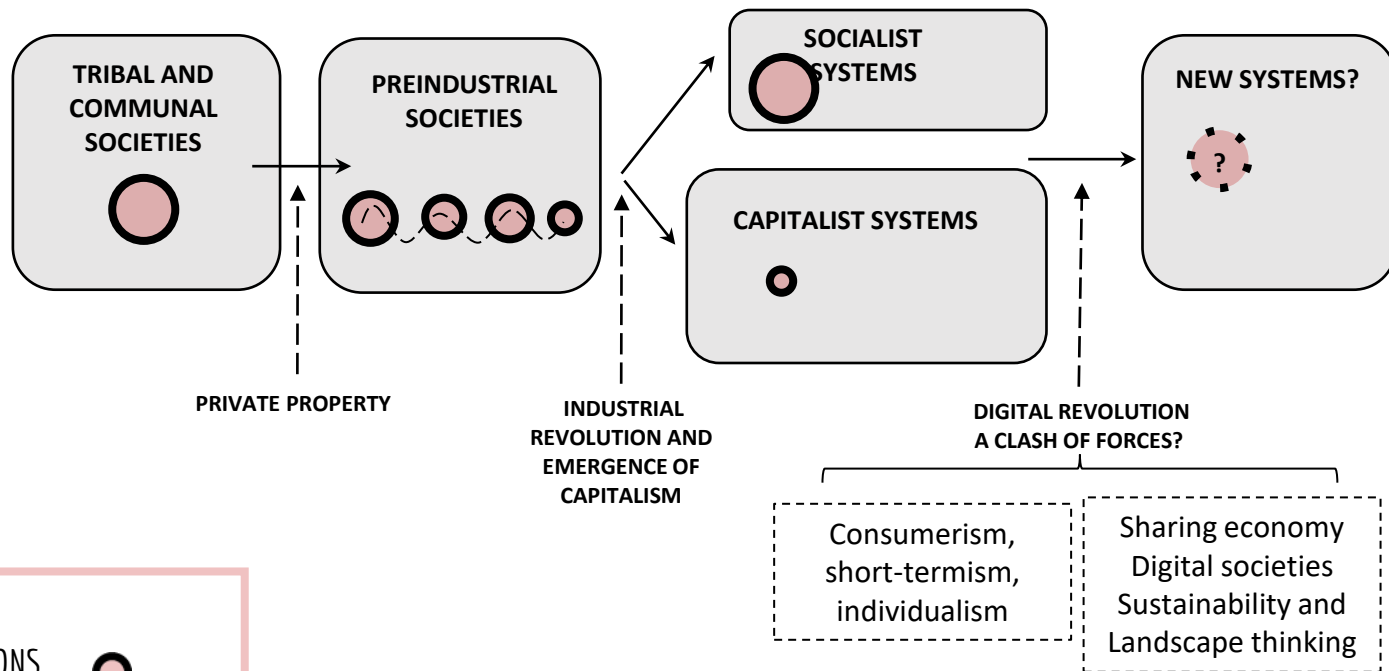 TRIBAL AND
COMMUNAL
SOCIETIES
PREINDUSTRIAL
SOCIETIES
SOCIALIST
SYSTEMS
CAPITALIST SYSTEMS
NEW SYSTEMS?
?
PRIVATE PROPERTY
INDUSTRIAL
REVOLUTION AND
EMERGENCE OF
CAPITALISM
DIGITAL REVOLUTION
A CLASH OF FORCES?
Consumerism,
short-termism,
individualism
Sharing economy
Digital societies
Sustainability and
Landscape thinking